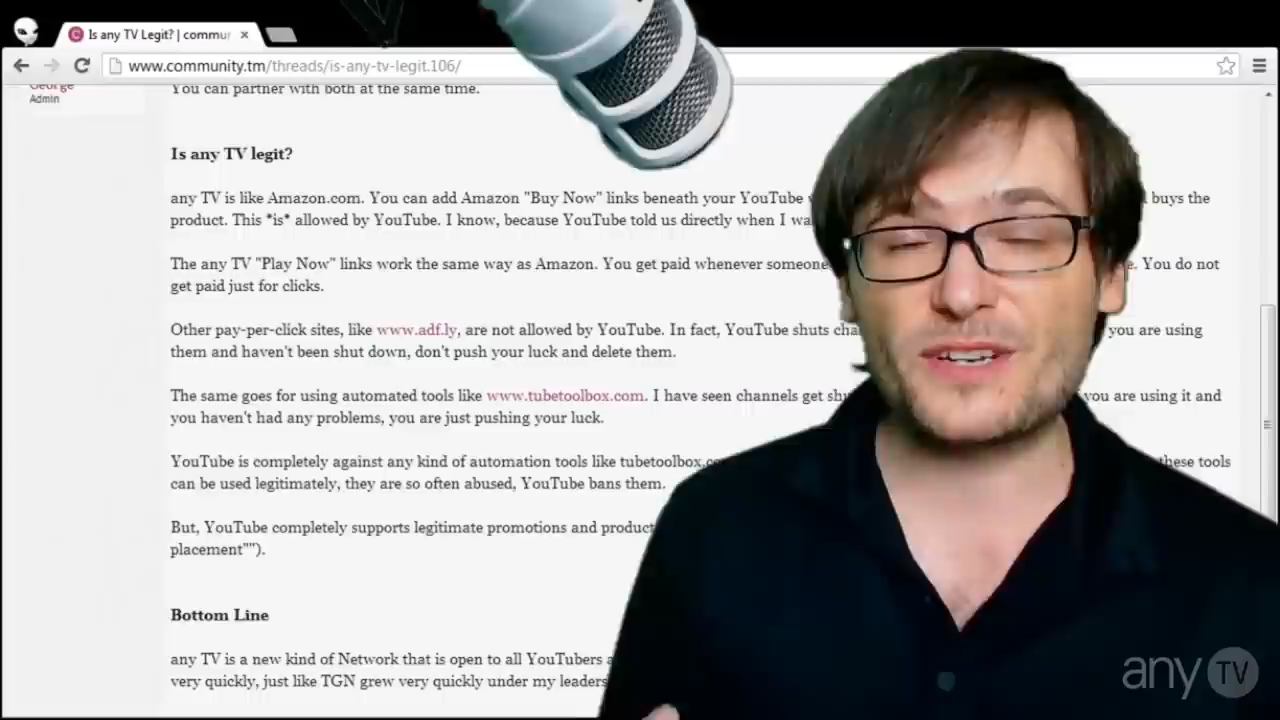 Is any TV Legit? | commur
www.community.tm/threads/is-any-tv-legit.106/
George
Admin
You can partner with both at the same time.
Is any TV legit?
any TV is like Amazon.com. You can add Amazon "Buy Now" links beneath your YouTube buys the
product. This *is* allowed by YouTube. I know, because YouTube told us directly when I
The any TV "Play Now" links work the same way as Amazon. You get paid whenever someone You do not
get paid just for clicks.
Other pay-per-click sites, like www.adf.ly, are not allowed by YouTube. In fact, YouTube shuts you are using
them and haven't been shut down, don't push your luck and delete them.
The same goes for using automated tools like www.tubetoolbox.com. I have seen channels get you are using it and
you haven't had any problems, you are just pushing your luck.
YouTube is completely against any kind of automation tools like these tools
can be used legitimately, they are so often abused, YouTube bans them.
But, YouTube completely supports legitimate promotions and product
placement"").
Bottom Line
any TV is a new kind of Network that is open to all YouTubers
very quickly, just like TGN grew very quickly under my
any TV